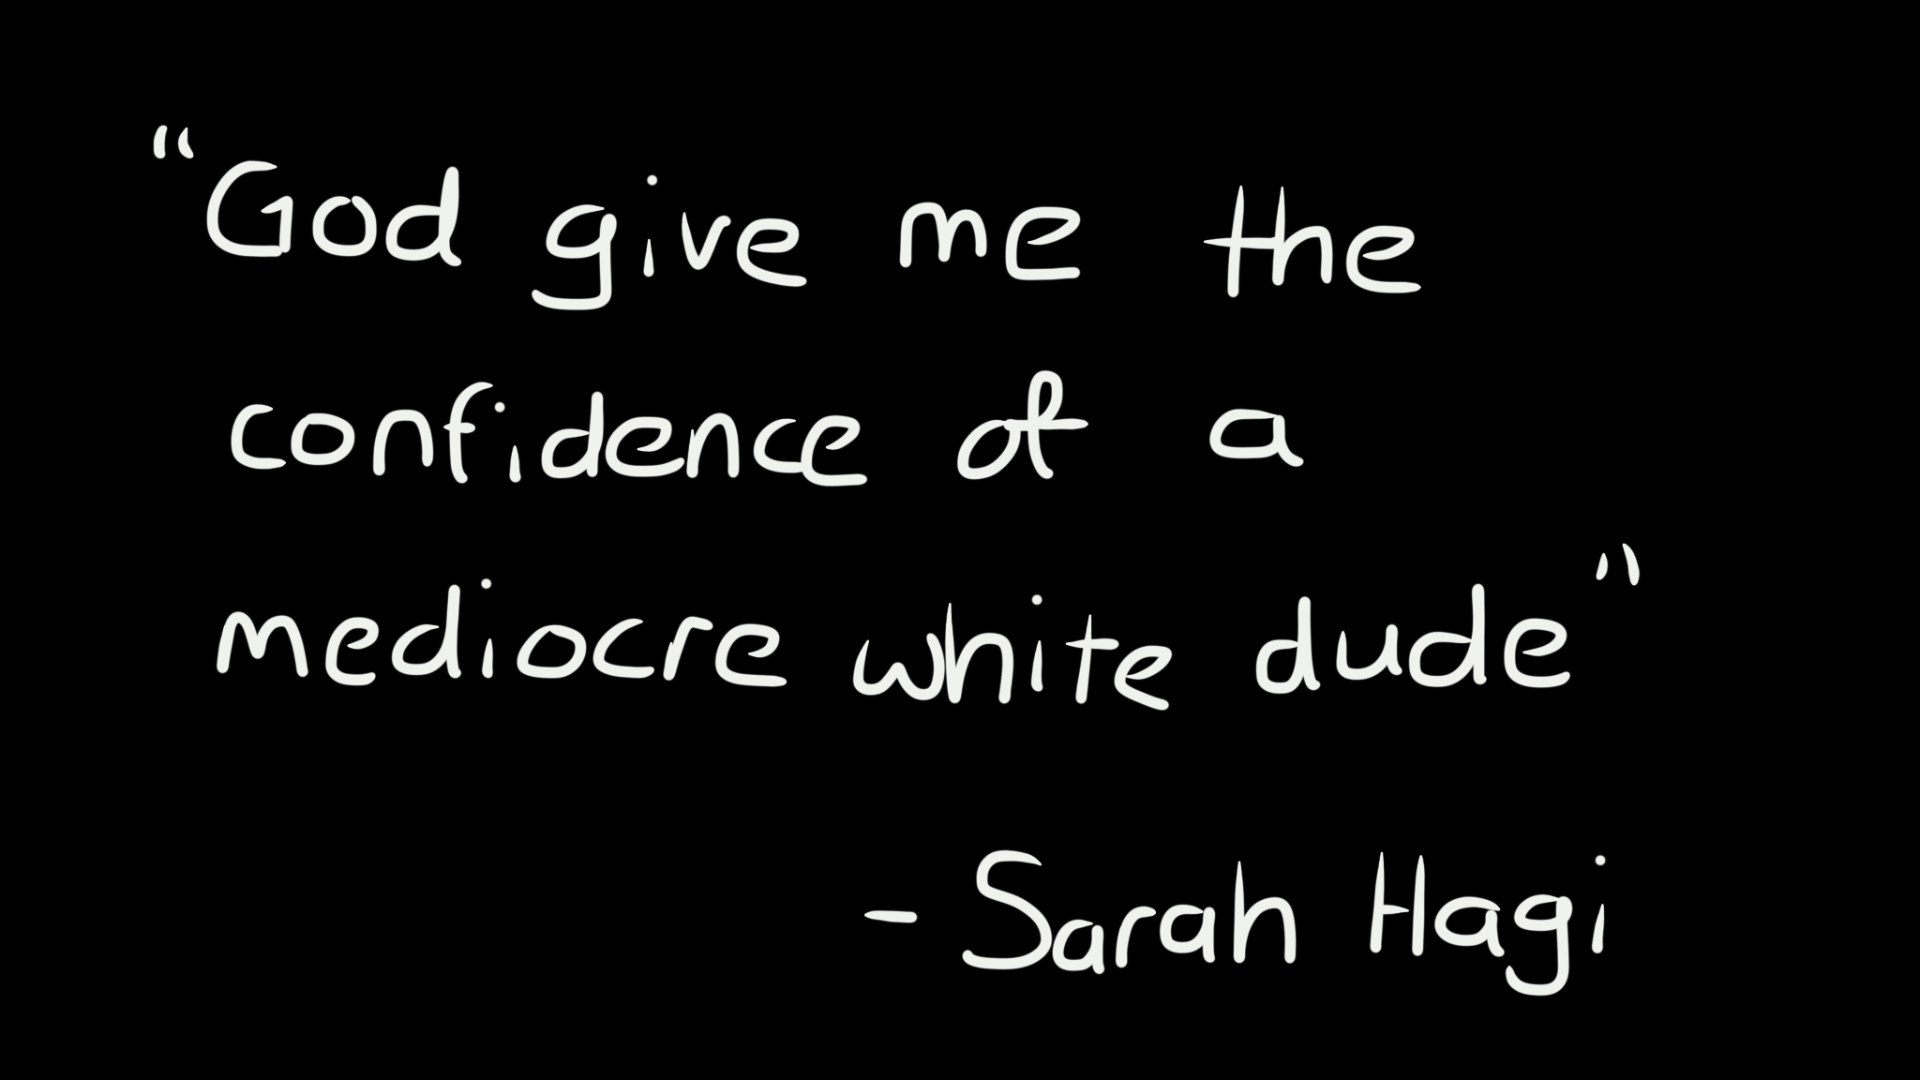 “God give me the
confidence of a
mediocre white dude”
- Sarah Hagi